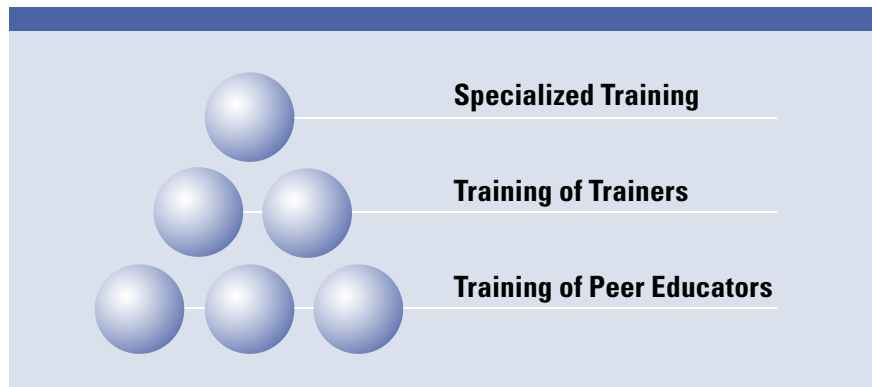 Specialized Training
Training of Trainers
Training of Peer Educators